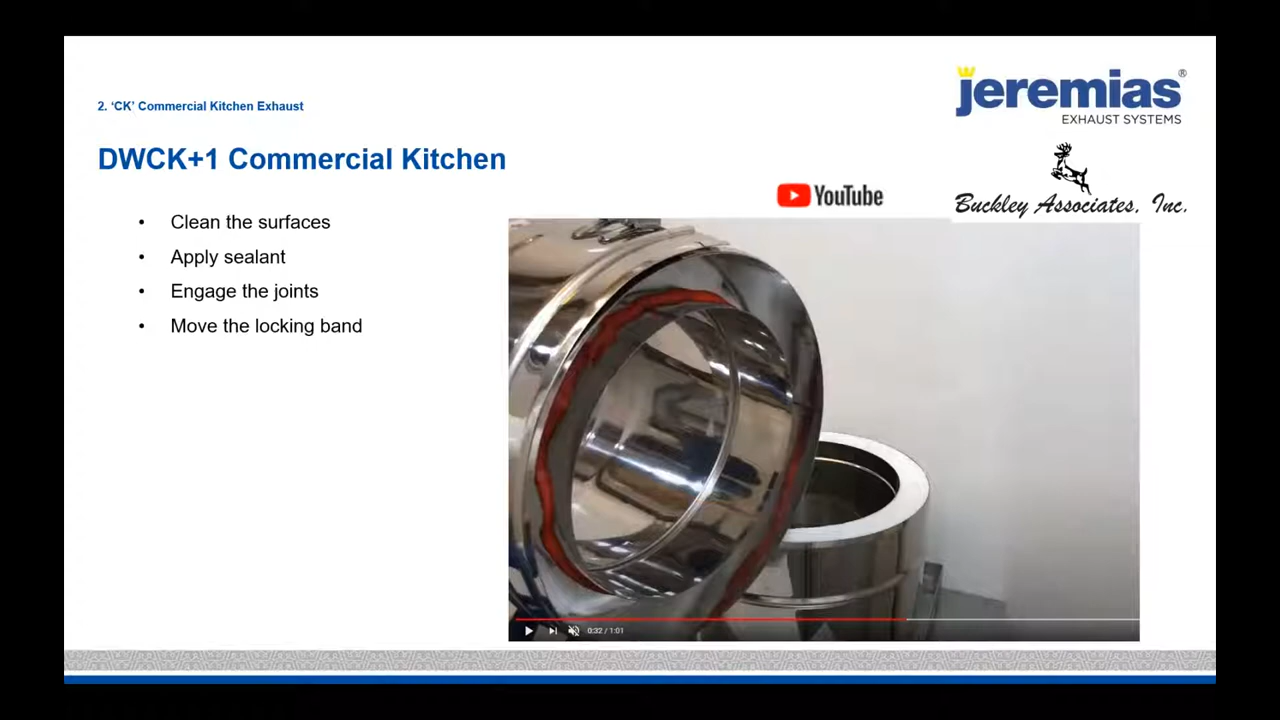 2. ‘CK’ Commercial Kitchen Exhaust
jeremias®
EXHAUST SYSTEMS
DWCK+1 Commercial Kitchen
YouTube
Buckley Associates, Inc.
• Clean the surfaces
• Apply sealant
• Engage the joints
• Move the locking band
0:32 / 1:01